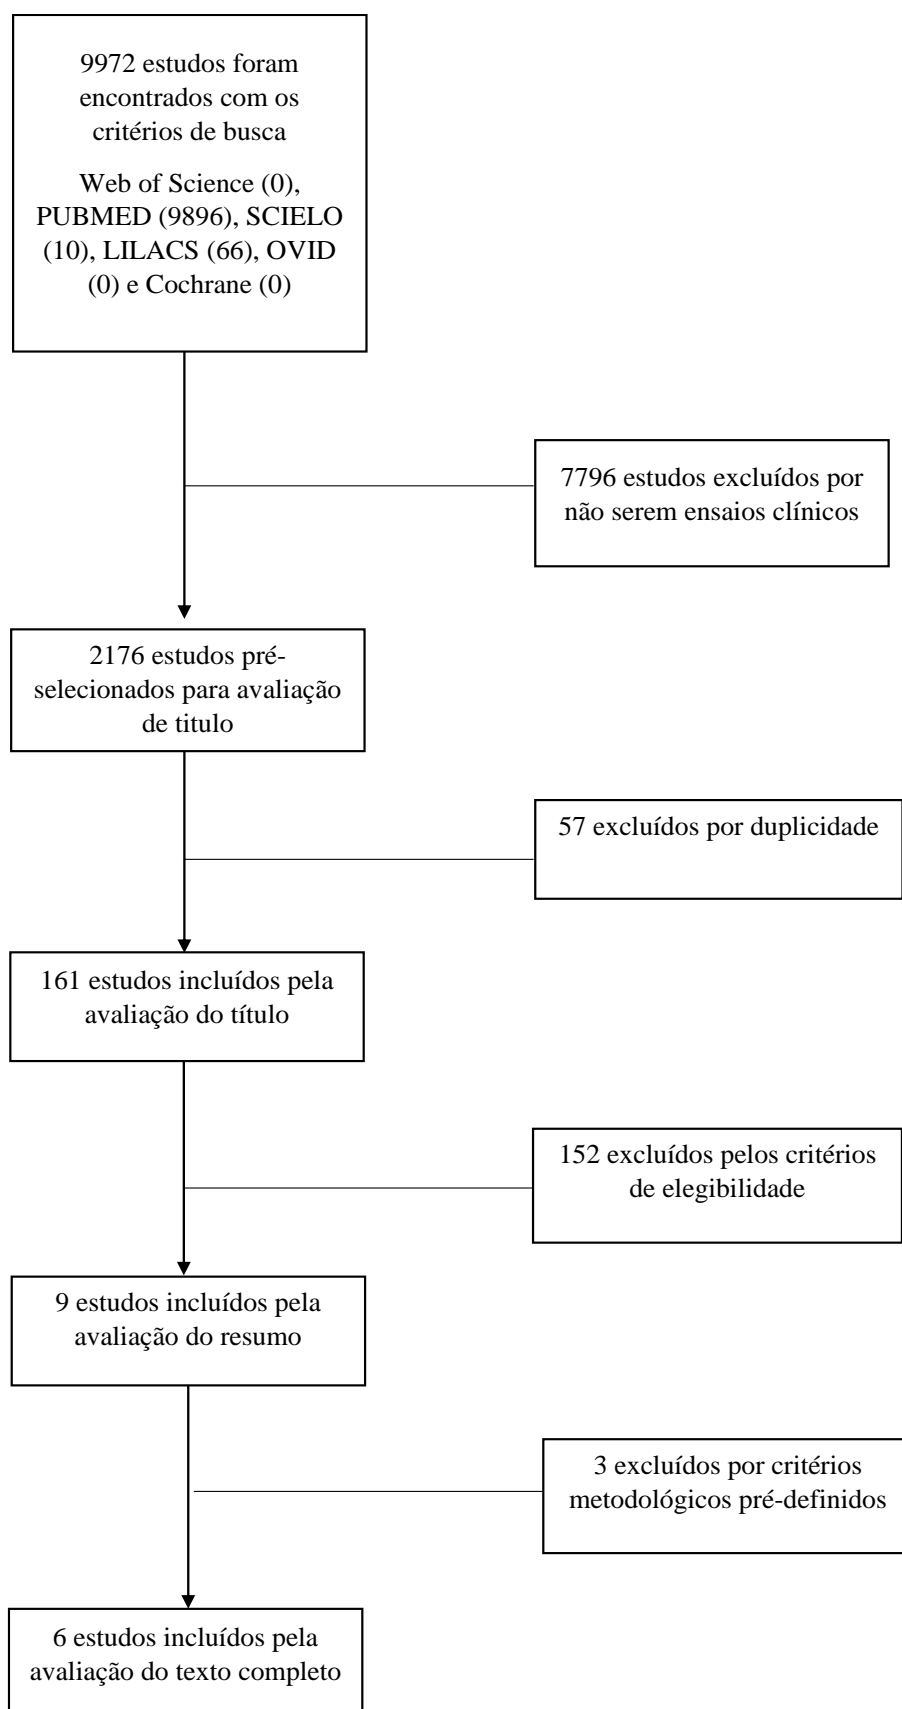 9972 estudos foram
encontrados com os
critérios de busca
Web of Science (0),
PUBMED (9896), SCIELO
(10), LILACS (66), OVID
(0) e Cochrane (0)
7796 estudos excluídos por
não serem ensaios clínicos
2176 estudos pré-
selecionados para avaliação
de titulo
57 excluídos por duplicidade
161 estudos incluídos pela
avaliação do título
152 excluídos pelos critérios
de elegibilidade
9 estudos incluídos pela
avaliação do resumo
3 excluídos por critérios
metodológicos pré-definidos
6 estudos incluídos pela
avaliação do texto completo